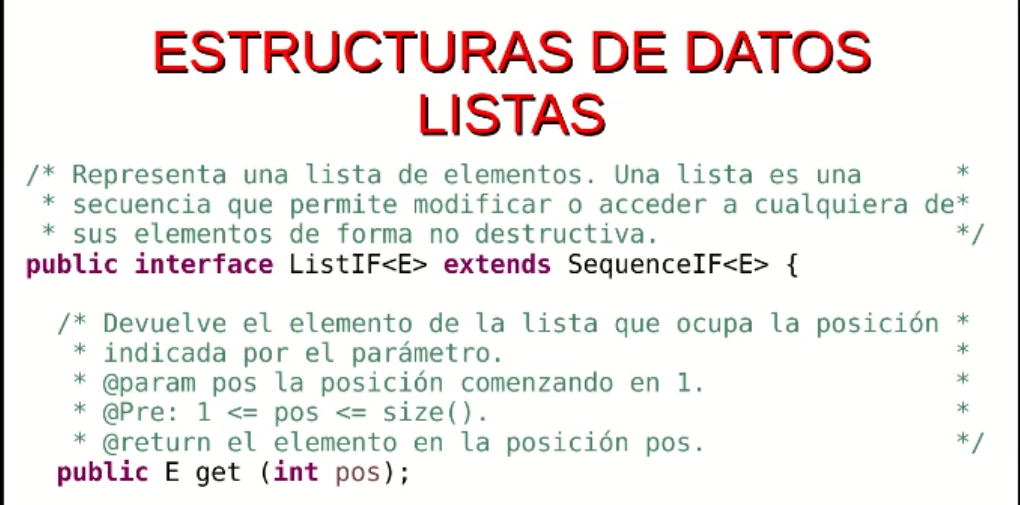 ESTRUCTURAS DE DATOS
LISTAS
/* Representa una lista de elementos. Una lista es una *
* secuencia que permite modificar o acceder a cualquiera de*
* sus elementos de forma no destructiva. */
public interface ListIF<E> extends SequenceIF<E> {
/* Devuelve el elemento de la lista que ocupa la posición *
* indicada por el parámetro. *
* @param pos la posición comenzando en 1. *
* @Pre: 1 <= pos <= size(). *
* @return el elemento en la posición pos. */
public E get (int pos);